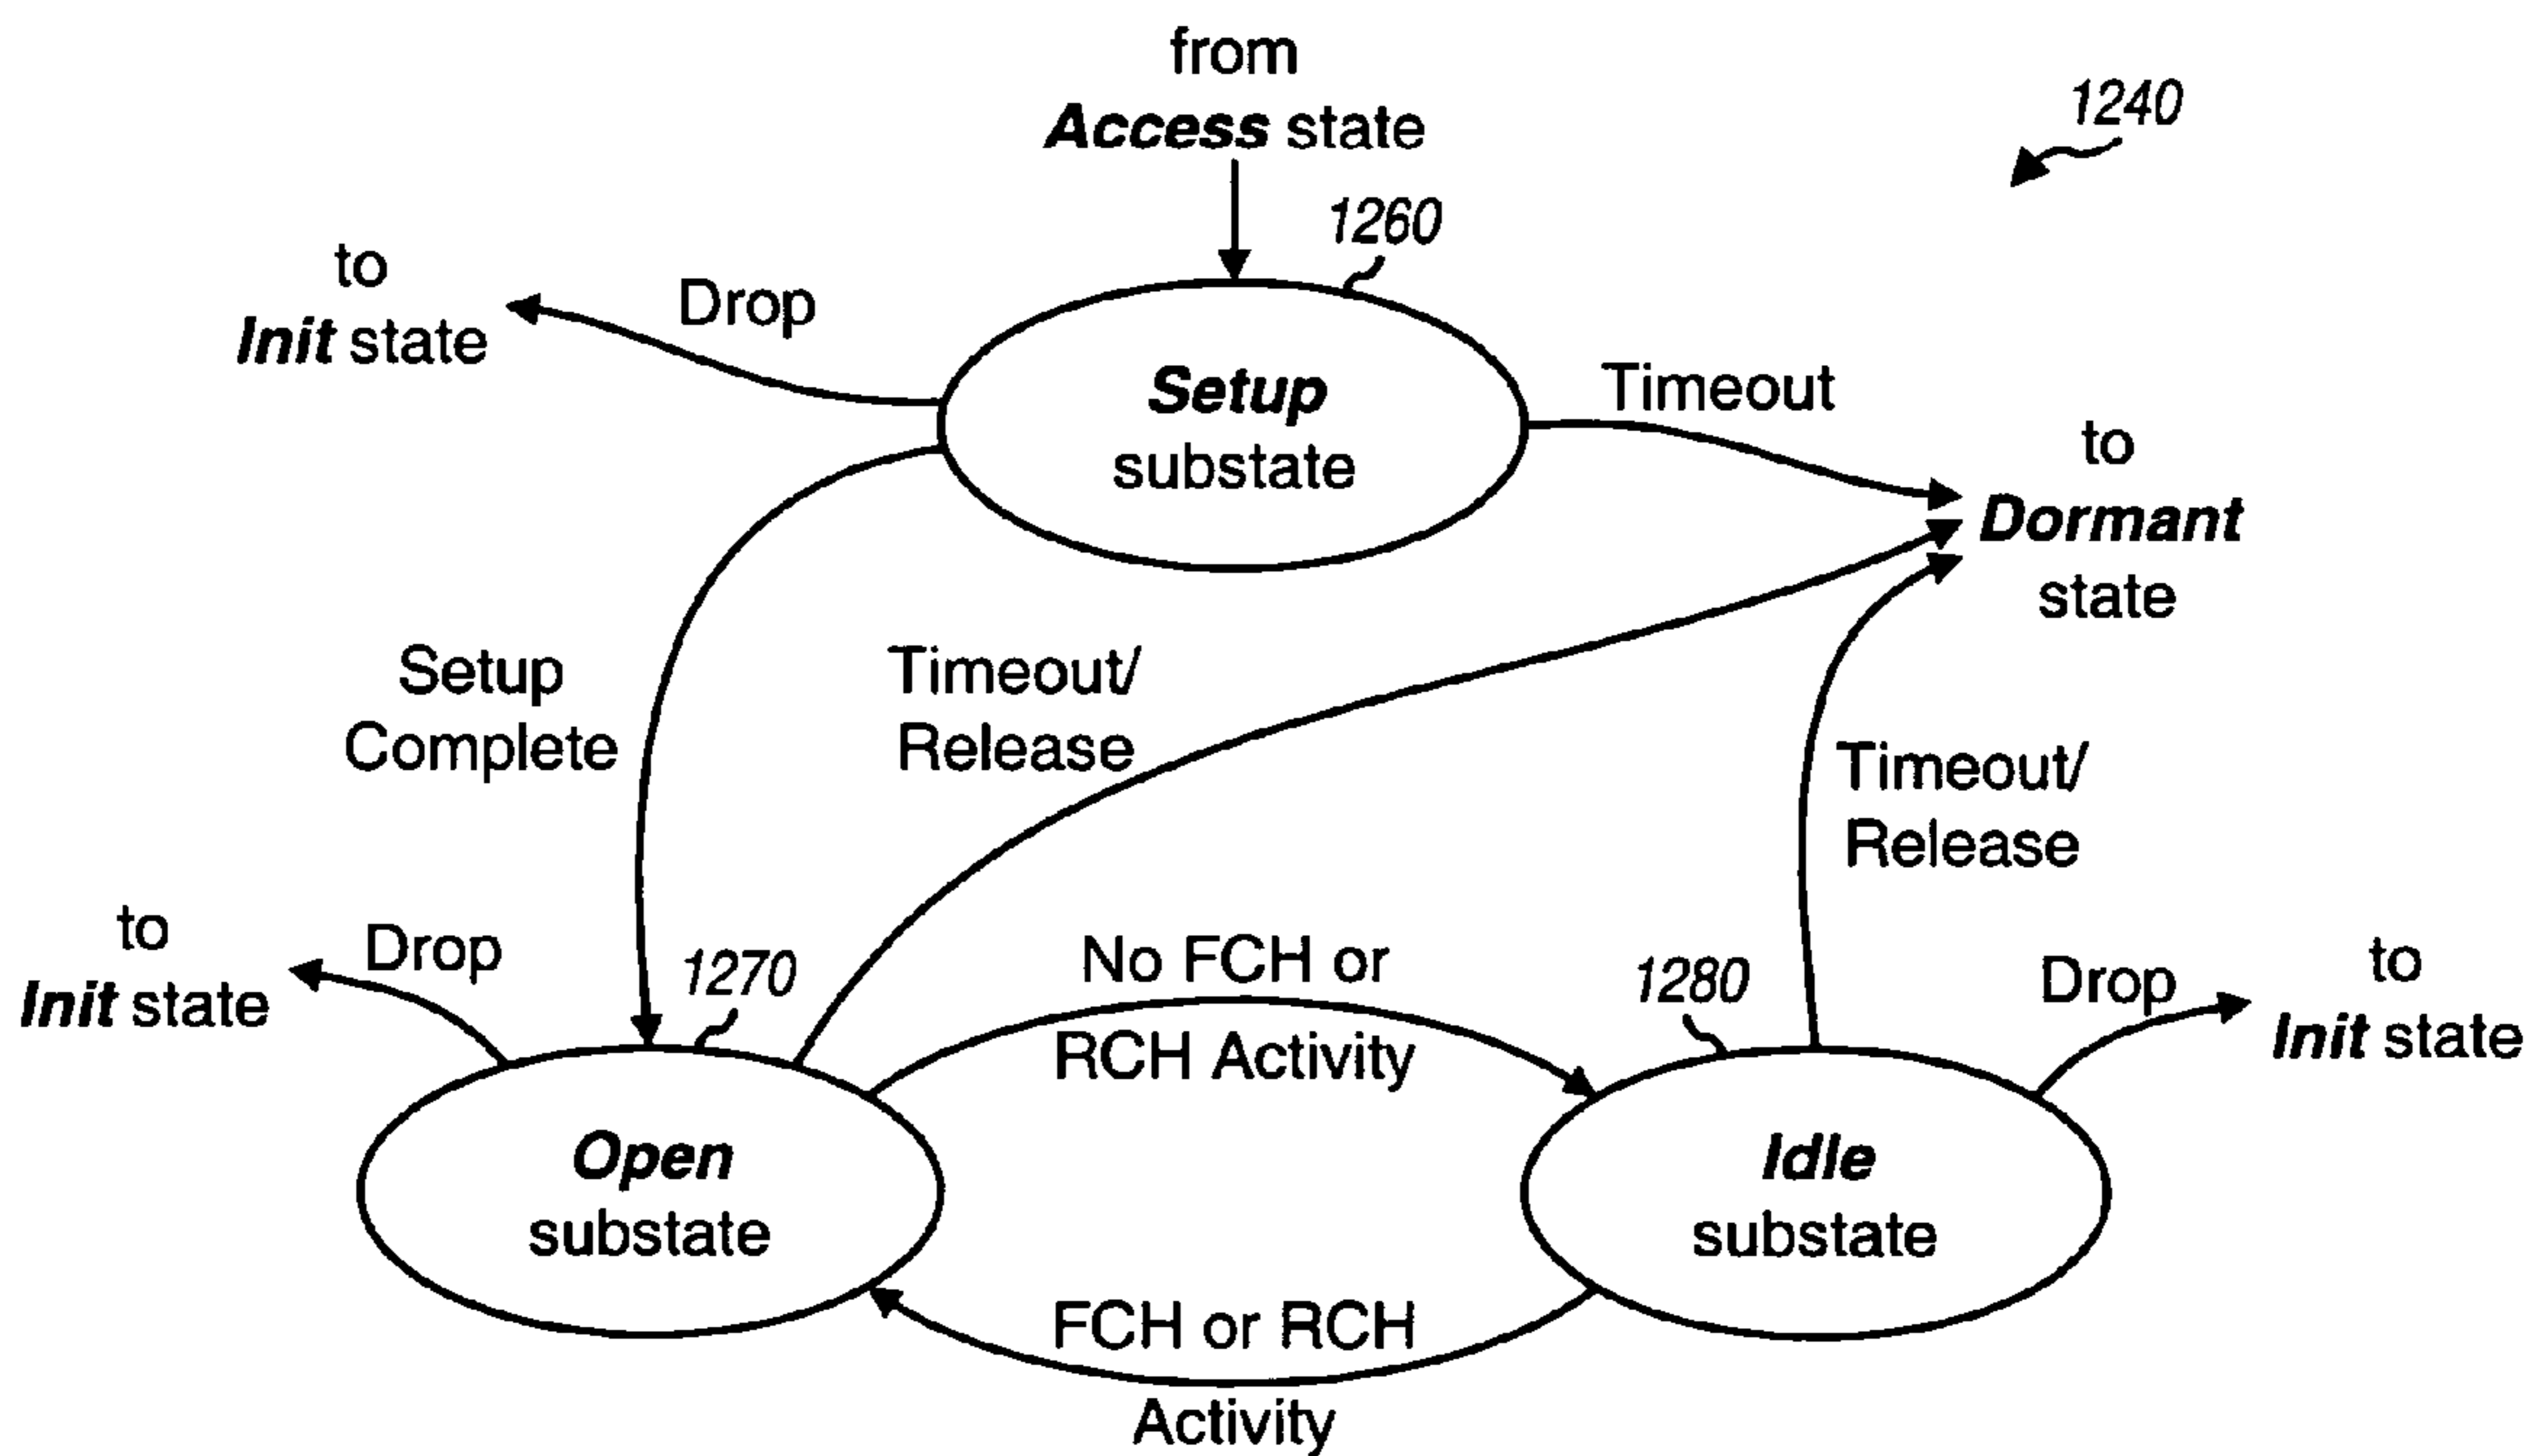 from
Access state
1240
1260
to
Init state
Drop
Setup
substate
Timeout
to
Dormant
state
Setup
Complete
Timeout/
Release
Timeout/
Release
to
Init state
Drop
1270
No FCH or
RCH Activity
1280
Drop
to
Init state
Open
substate
Idle
substate
FCH or RCH
Activity